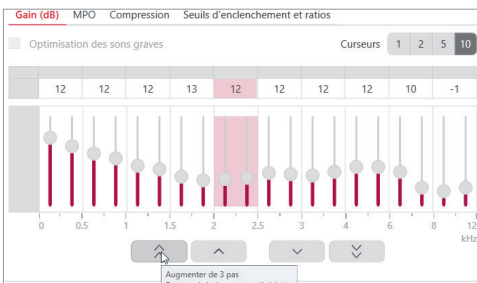 Gain (dB) MPO Compression Seuils d'enclenchement et ratios
Optimisation des sons graves Curseurs 1 2 5 10
12 12 12 13 12 12 12 12 10 -1
0 0.5 1 1.5 2 2.5 3 4 6 8 12
kHz
Augmenter de 3 pas